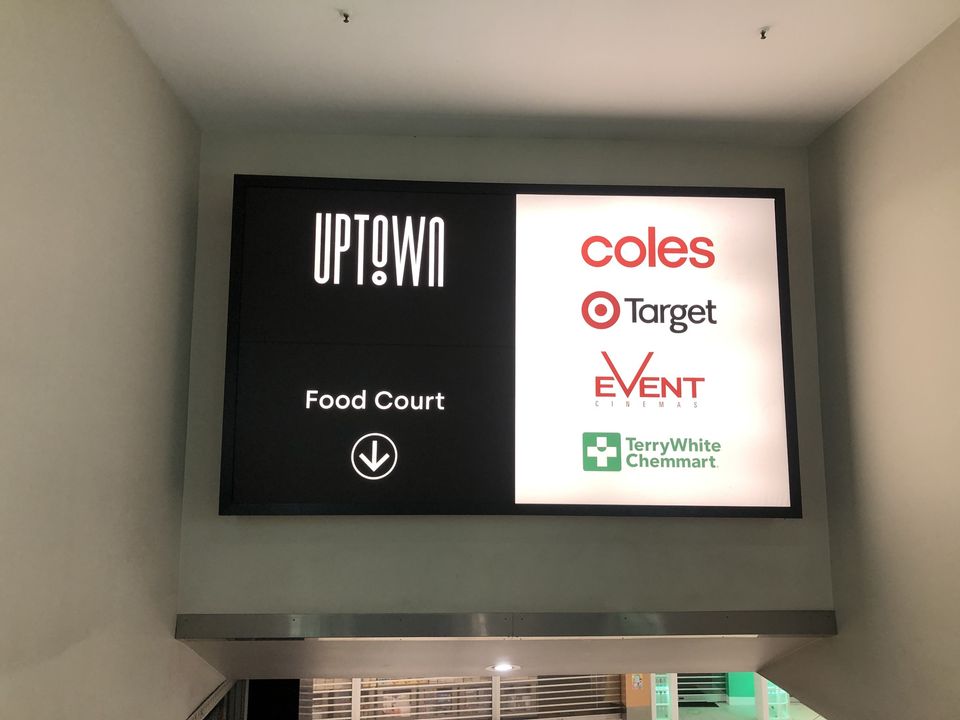 UPTOWN
Food Court
coles
Target
EVENT
CINEMAS
TerryWhite
Chemmart